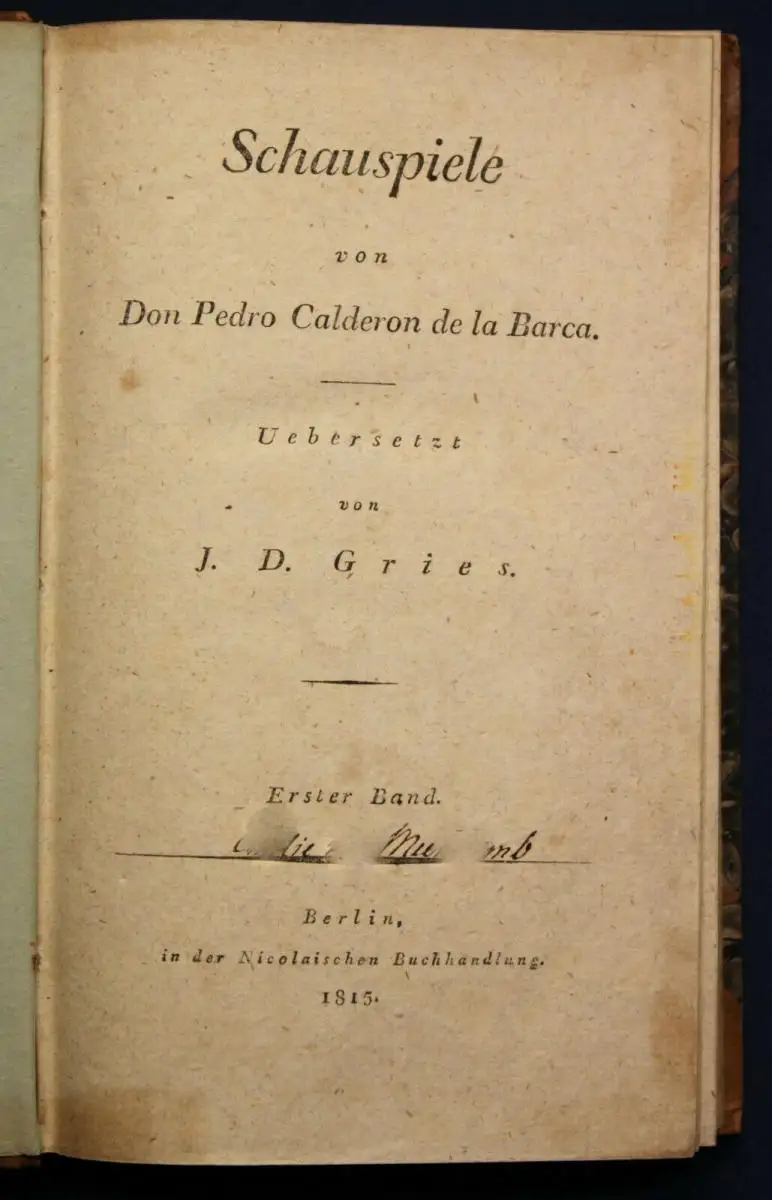 Schauspiele
von
Don Pedro Calderon de la Barca.
Uebersetzt
von
J. D. Gries.
Erster Band.
Berlin,
in der Nicolaischen Buchhandlung.
1815.